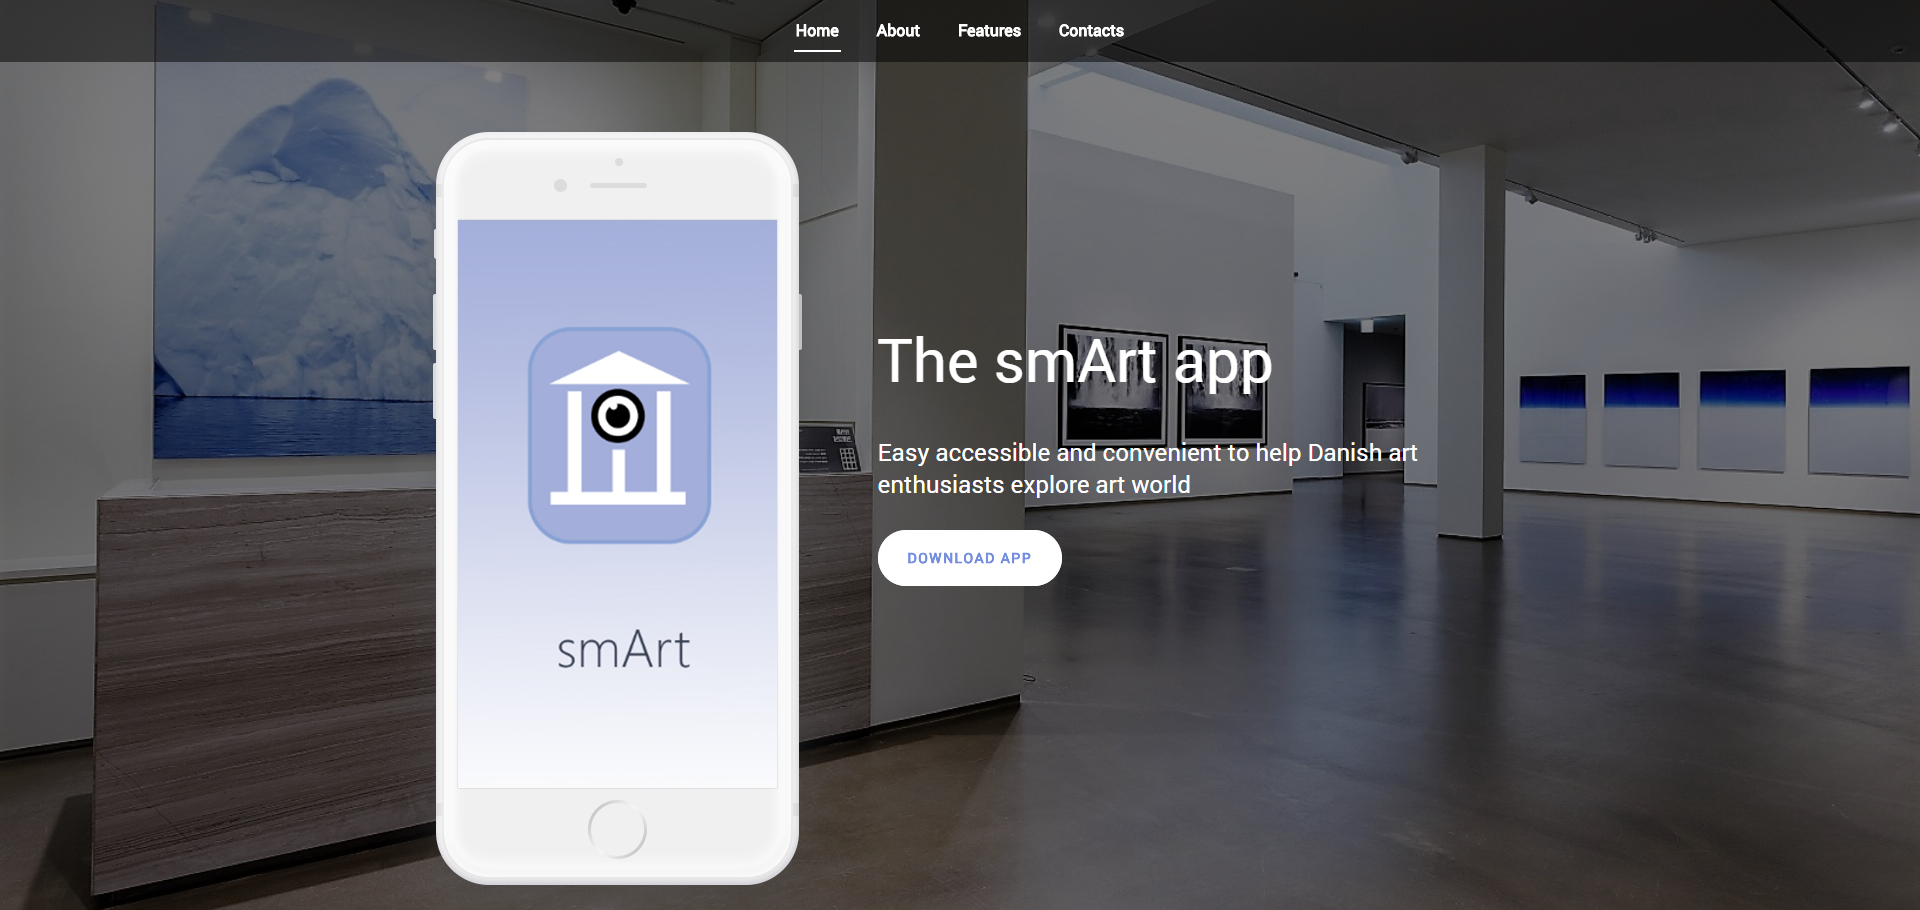 Home About Features Contacts
The smArt app
Easy accessible and convenient to help Danish art
enthusiasts explore art world
DOWNLOAD APP
smArt